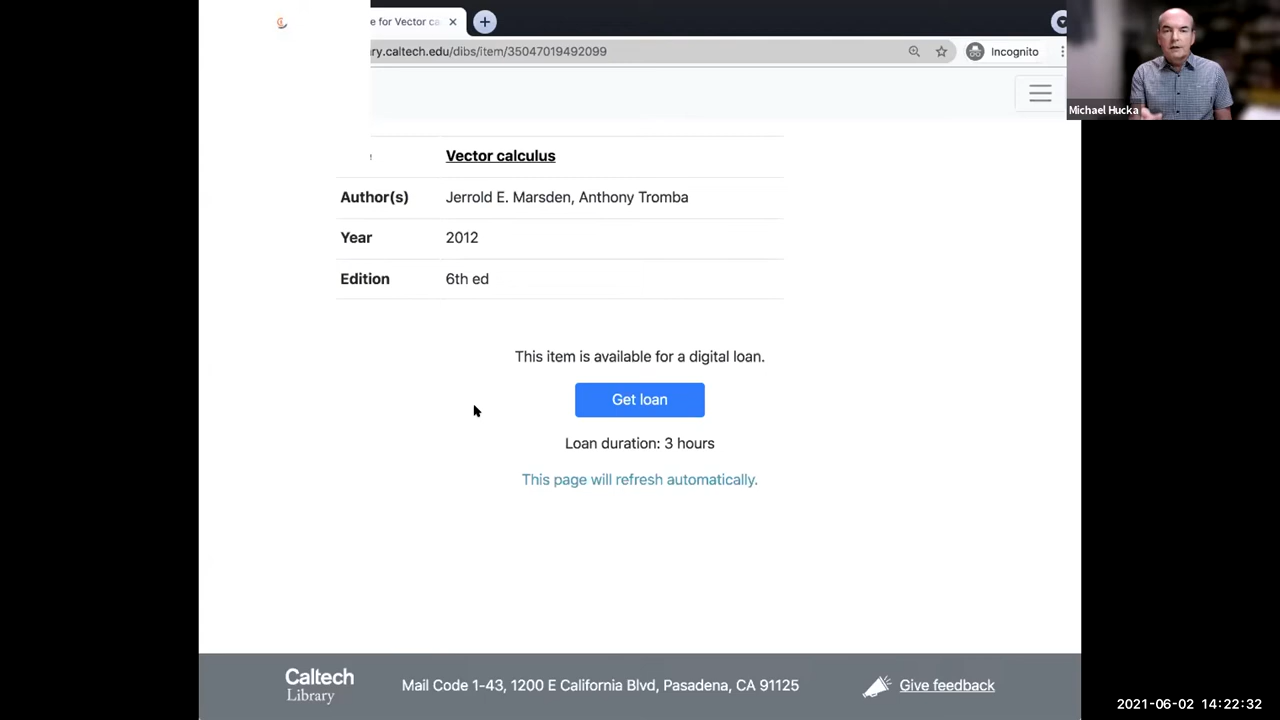 e for Vector ca
ry.caltech.edu/dibs/item/35047019492099
Incognito
Michael Hucka
Vector calculus
Author(s) Jerrold E. Marsden, Anthony Tromba
Year 2012
Edition 6th ed
This item is available for a digital loan.
Get loan
Loan duration: 3 hours
This page will refresh automatically.
Caltech
Library
Mail Code 1-43, 1200 E California Blvd, Pasadena, CA 91125
Give feedback
2021-06-02 14:22:32